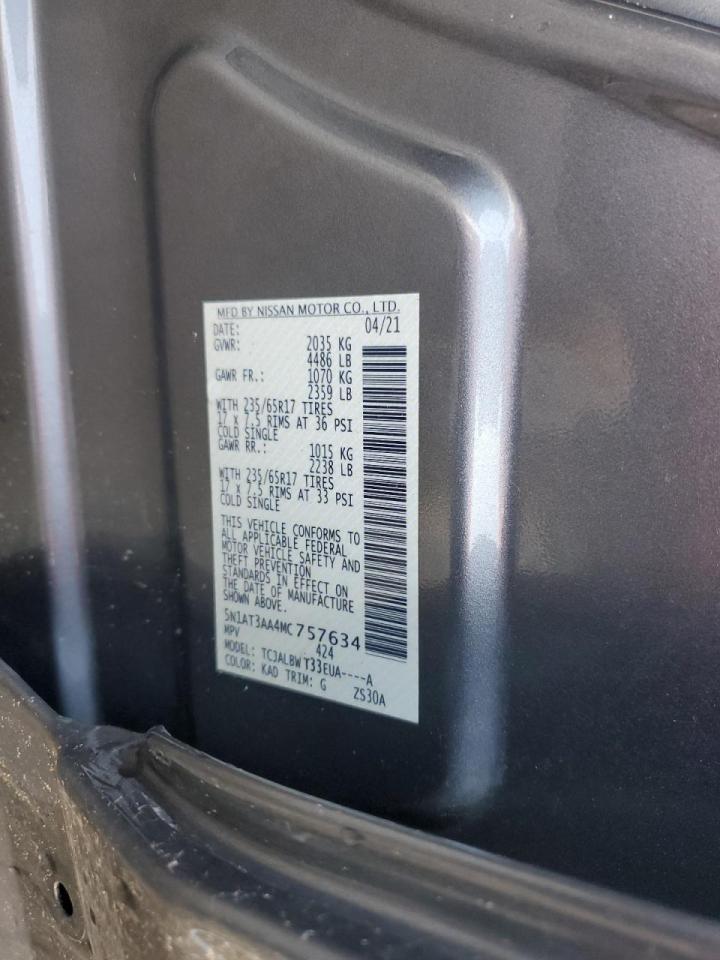 MFD BY NISSAN MOTOR CO., LTD.
DATE: 04/21
GVWR: 2035 KG
4486 LB
GAWR FR.: 1070 KG
2359 LB
WITH 235/65R17 TIRES
17 x 7.5 RIMS AT 36 PSI
COLD SINGLE
GAWR RR.: 1015 KG
2238 LB
WITH 235/65R17 TIRES
17 x 7.5 RIMS AT 33 PSI
COLD SINGLE
THIS VEHICLE CONFORMS TO
ALL APPLICABLE FEDERAL
MOTOR VEHICLE SAFETY AND
THEFT PREVENTION
STANDARDS IN EFFECT ON
THE DATE OF MANUFACTURE
SHOWN ABOVE.
5N1AT3AA4MC757634
MPV 424
MODEL: TCJALBWT33EUA----A
COLOR: KAD TRIM: G ZS30A